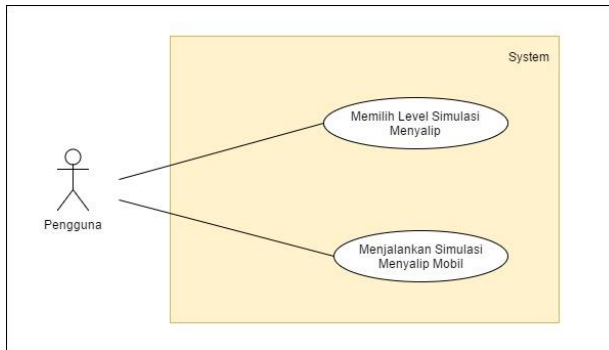 System
Memilih Level Simulasi
Menyalip
Pengguna
Menjalankan Simulasi
Menyalip Mobil